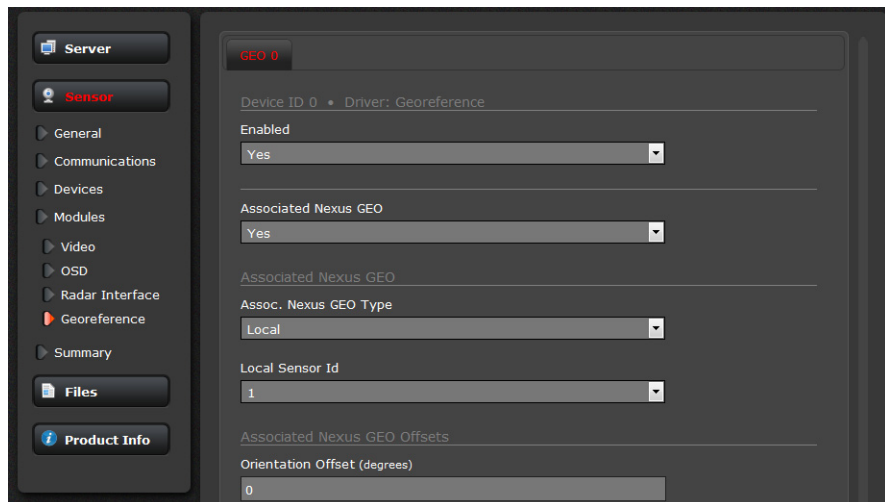 Server
Sensor
General
Communications
Devices
Modules
Video
OSD
Radar Interface
Georeference
Summary
Files
Product Info
GEO 0
Device ID 0 • Driver: Georeference
Enabled
Yes
Associated Nexus GEO
Yes
Associated Nexus GEO
Assoc. Nexus GEO Type
Local
Local Sensor Id
1
Associated Nexus GEO Offsets
Orientation Offset (degrees)
0